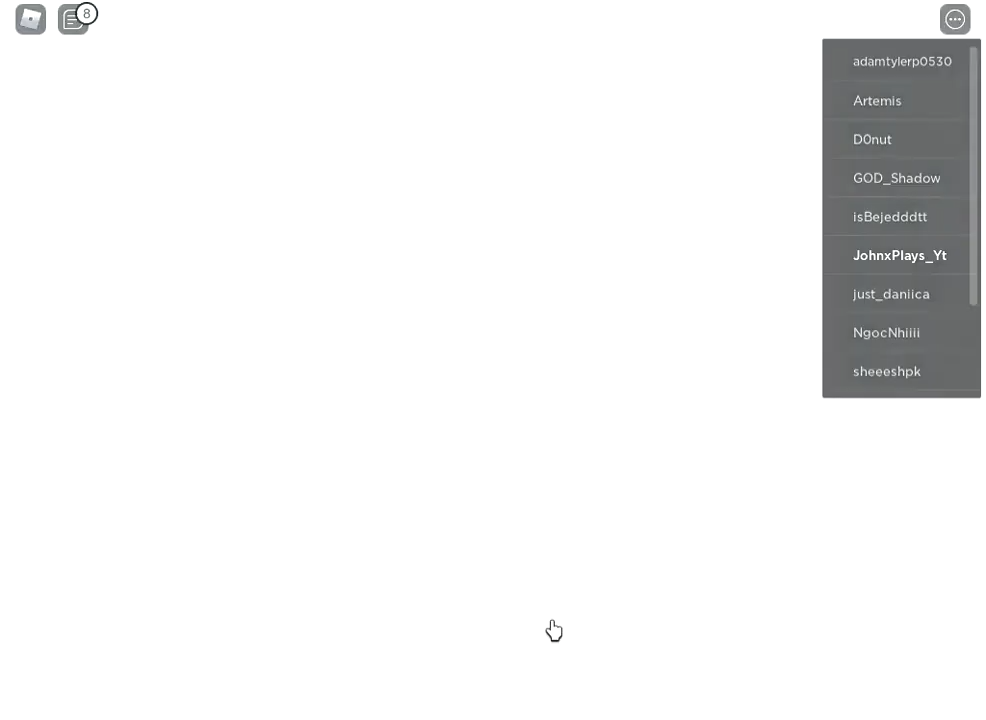 8
adamtylerp0530
Artemis
D0nut
GOD_Shadow
isBejedddtt
JohnxPlays_Yt
just_daniica
NgocNhiiii
sheeeshpk